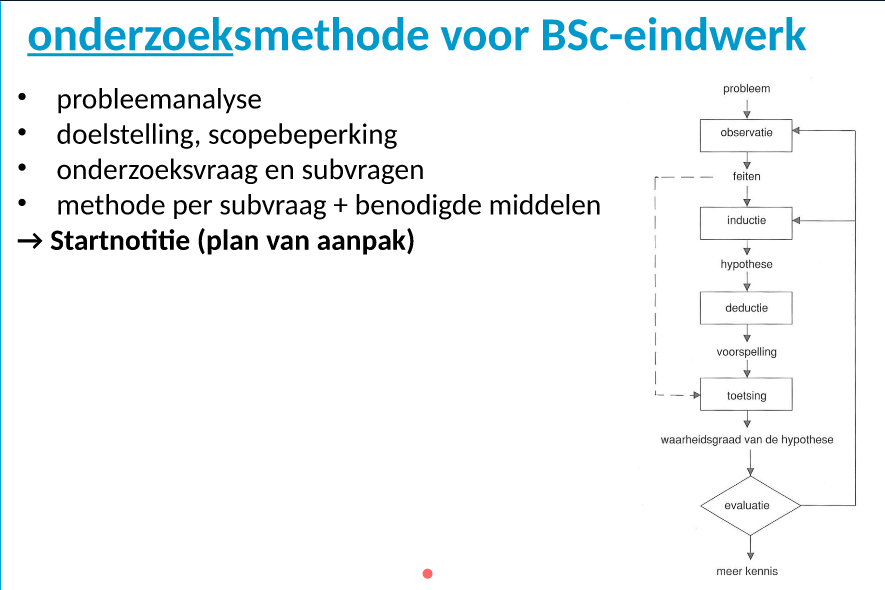 onderzoeksmethode voor BSc-eindwerk
• probleemanalyse
• doelstelling, scopebeperking
• onderzoeksvraag en subvragen
• methode per subvraag + benodigde middelen
→ Startnotitie (plan van aanpak)
probleem
observatie
feiten
inductie
hypothese
deductie
voorspelling
toetsing
waarheidsgraad van de hypothese
evaluatie
meer kennis